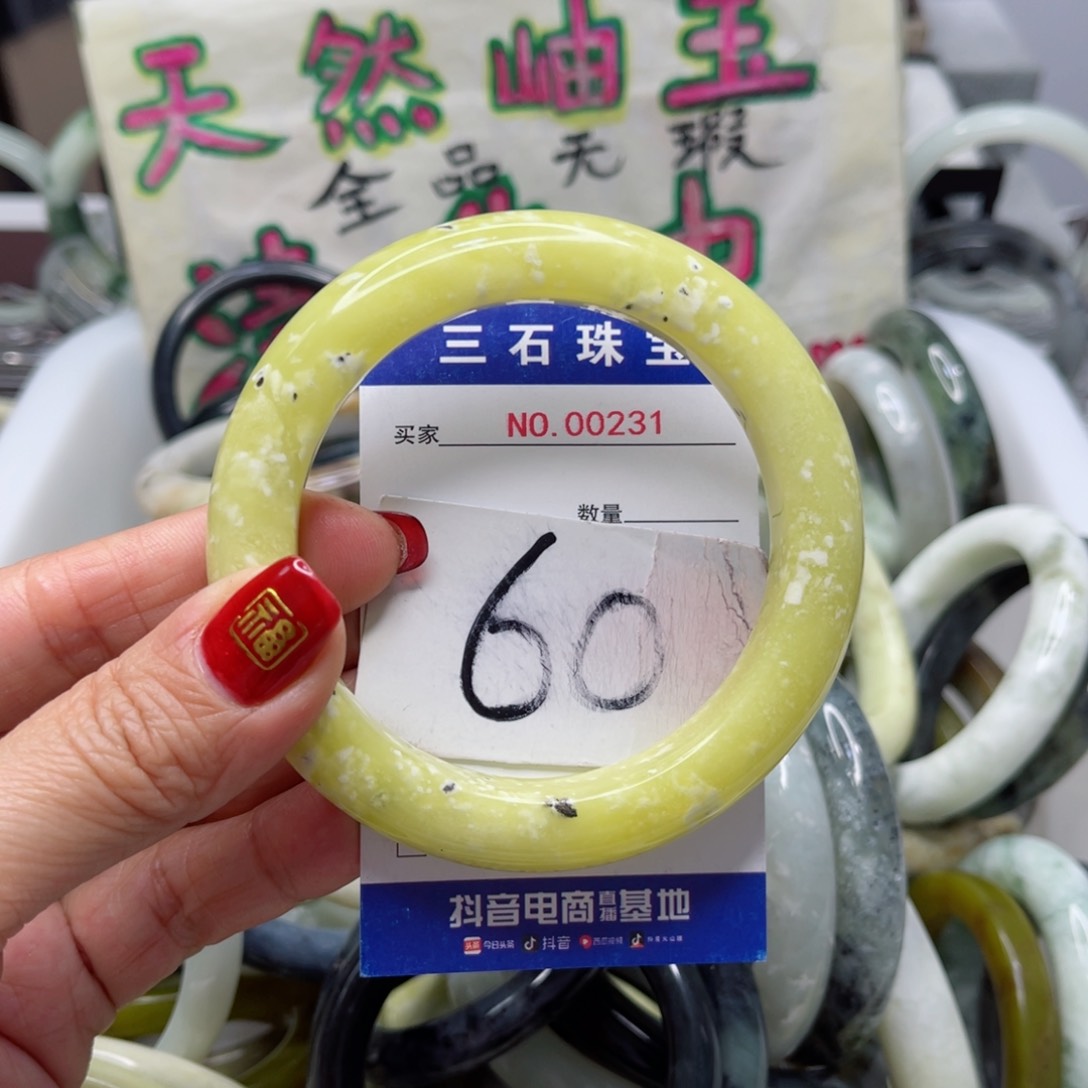 天然岫玉
全品无瑕
三石珠宝
买家
NO.00231
数量
60
福
抖音电商直播基地
今日头条 抖音